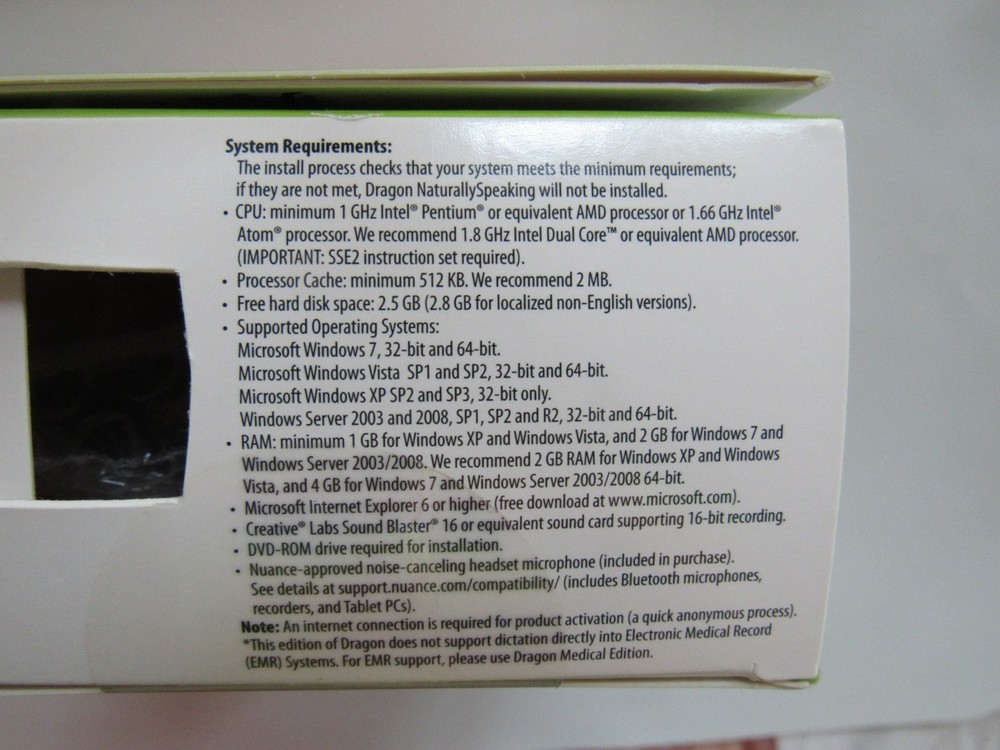 System Requirements:
The install process checks that your system meets the minimum requirements;
if they are not met, Dragon NaturallySpeaking will not be installed.
• CPU: minimum 1 GHz Intel® Pentium® or equivalent AMD processor or 1.66 GHz Intel®
Atom® processor. We recommend 1.8 GHz Intel Dual Core™ or equivalent AMD processor.
(IMPORTANT: SSE2 instruction set required).
• Processor Cache: minimum 512 KB. We recommend 2 MB.
• Free hard disk space: 2.5 GB (2.8 GB for localized non-English versions).
• Supported Operating Systems:
Microsoft Windows 7, 32-bit and 64-bit.
Microsoft Windows Vista SP1 and SP2, 32-bit and 64-bit.
Microsoft Windows XP SP2 and SP3, 32-bit only.
Windows Server 2003 and 2008, SP1, SP2 and R2, 32-bit and 64-bit.
• RAM: minimum 1 GB for Windows XP and Windows Vista, and 2 GB for Windows 7 and
Windows Server 2003/2008. We recommend 2 GB RAM for Windows XP and Windows
Vista, and 4 GB for Windows 7 and Windows Server 2003/2008 64-bit.
• Microsoft Internet Explorer 6 or higher (free download at www.microsoft.com).
• Creative® Labs Sound Blaster® 16 or equivalent sound card supporting 16-bit recording.
• DVD-ROM drive required for installation.
• Nuance-approved noise-canceling headset microphone (included in purchase).
See details at support.nuance.com/compatibility/ (includes Bluetooth microphones,
recorders, and Tablet PCs).
Note: An internet connection is required for product activation (a quick anonymous process).
*This edition of Dragon does not support dictation directly into Electronic Medical Record
(EMR) Systems. For EMR support, please use Dragon Medical Edition.